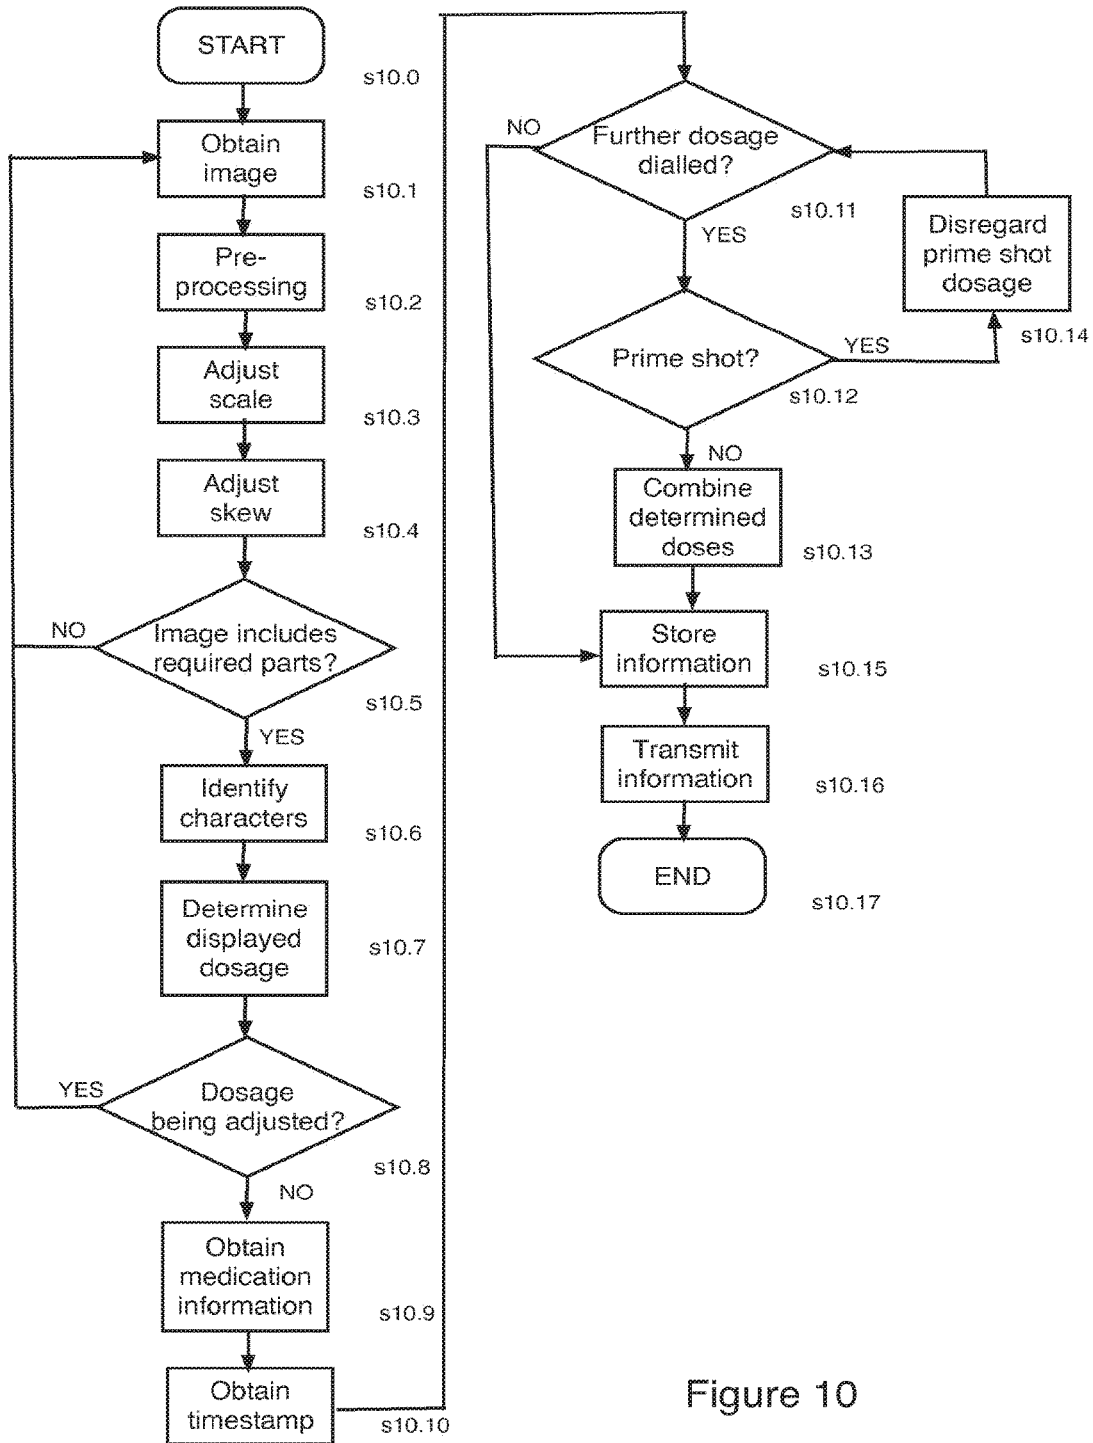 START
s10.0
Obtain
image
s10.1
Pre-
processing
s10.2
Adjust
scale
s10.3
Adjust
skew
s10.4
NO
Image includes
required parts?
s10.5
YES
Identify
characters
s10.6
Determine
displayed
dosage
s10.7
YES
Dosage
being adjusted?
s10.8
NO
Obtain
medication
information
s10.9
Obtain
timestamp
s10.10
NO
Further dosage
dialled?
s10.11
YES
Disregard
prime shot
dosage
s10.14
Prime shot?
YES
s10.12
NO
Combine
determined
doses
s10.13
Store
information
s10.15
Transmit
information
s10.16
END
s10.17
Figure 10